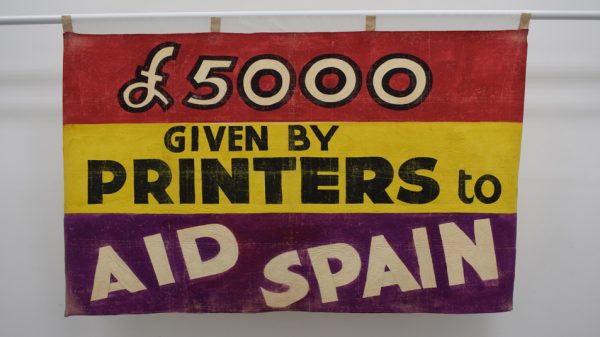 £5000
GIVEN BY
PRINTERS to
AID SPAIN